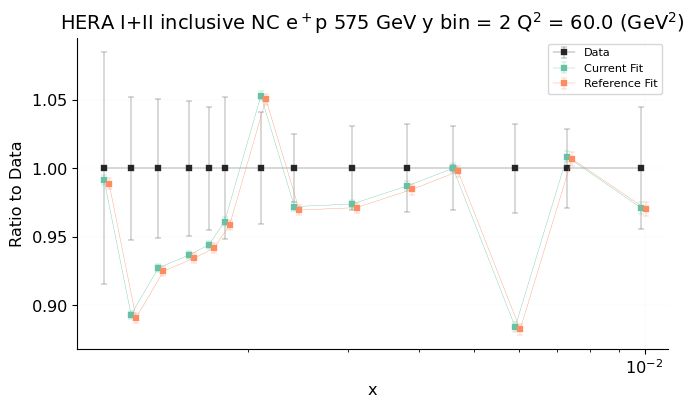 HERA I+II inclusive NC e⁺p 575 GeV y bin = 2 Q² = 60.0 (GeV²)
Data
Current Fit
Reference Fit
Ratio to Data
1.05
1.00
0.95
0.90
10⁻²
x